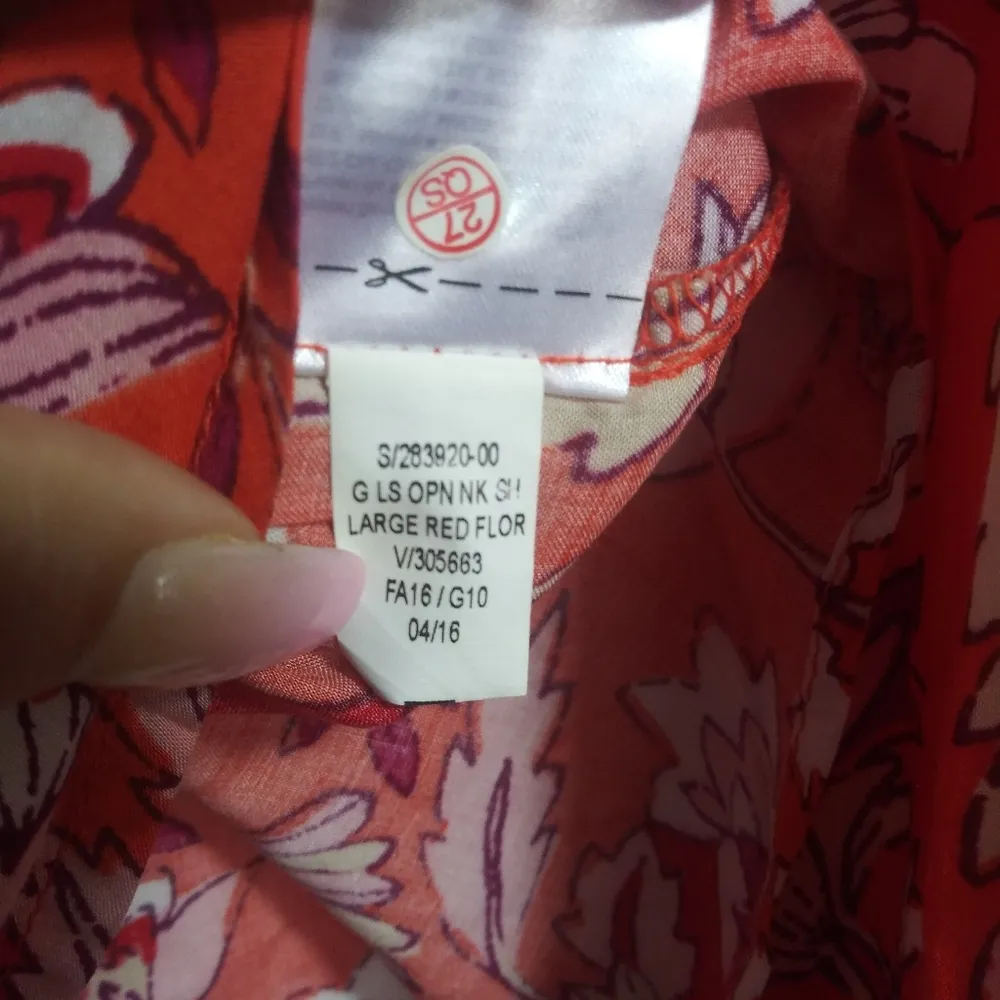 27
QS
S/283920-00
G LS OPN NK SH
LARGE RED FLOR
V/305663
FA16 / G10
04/16